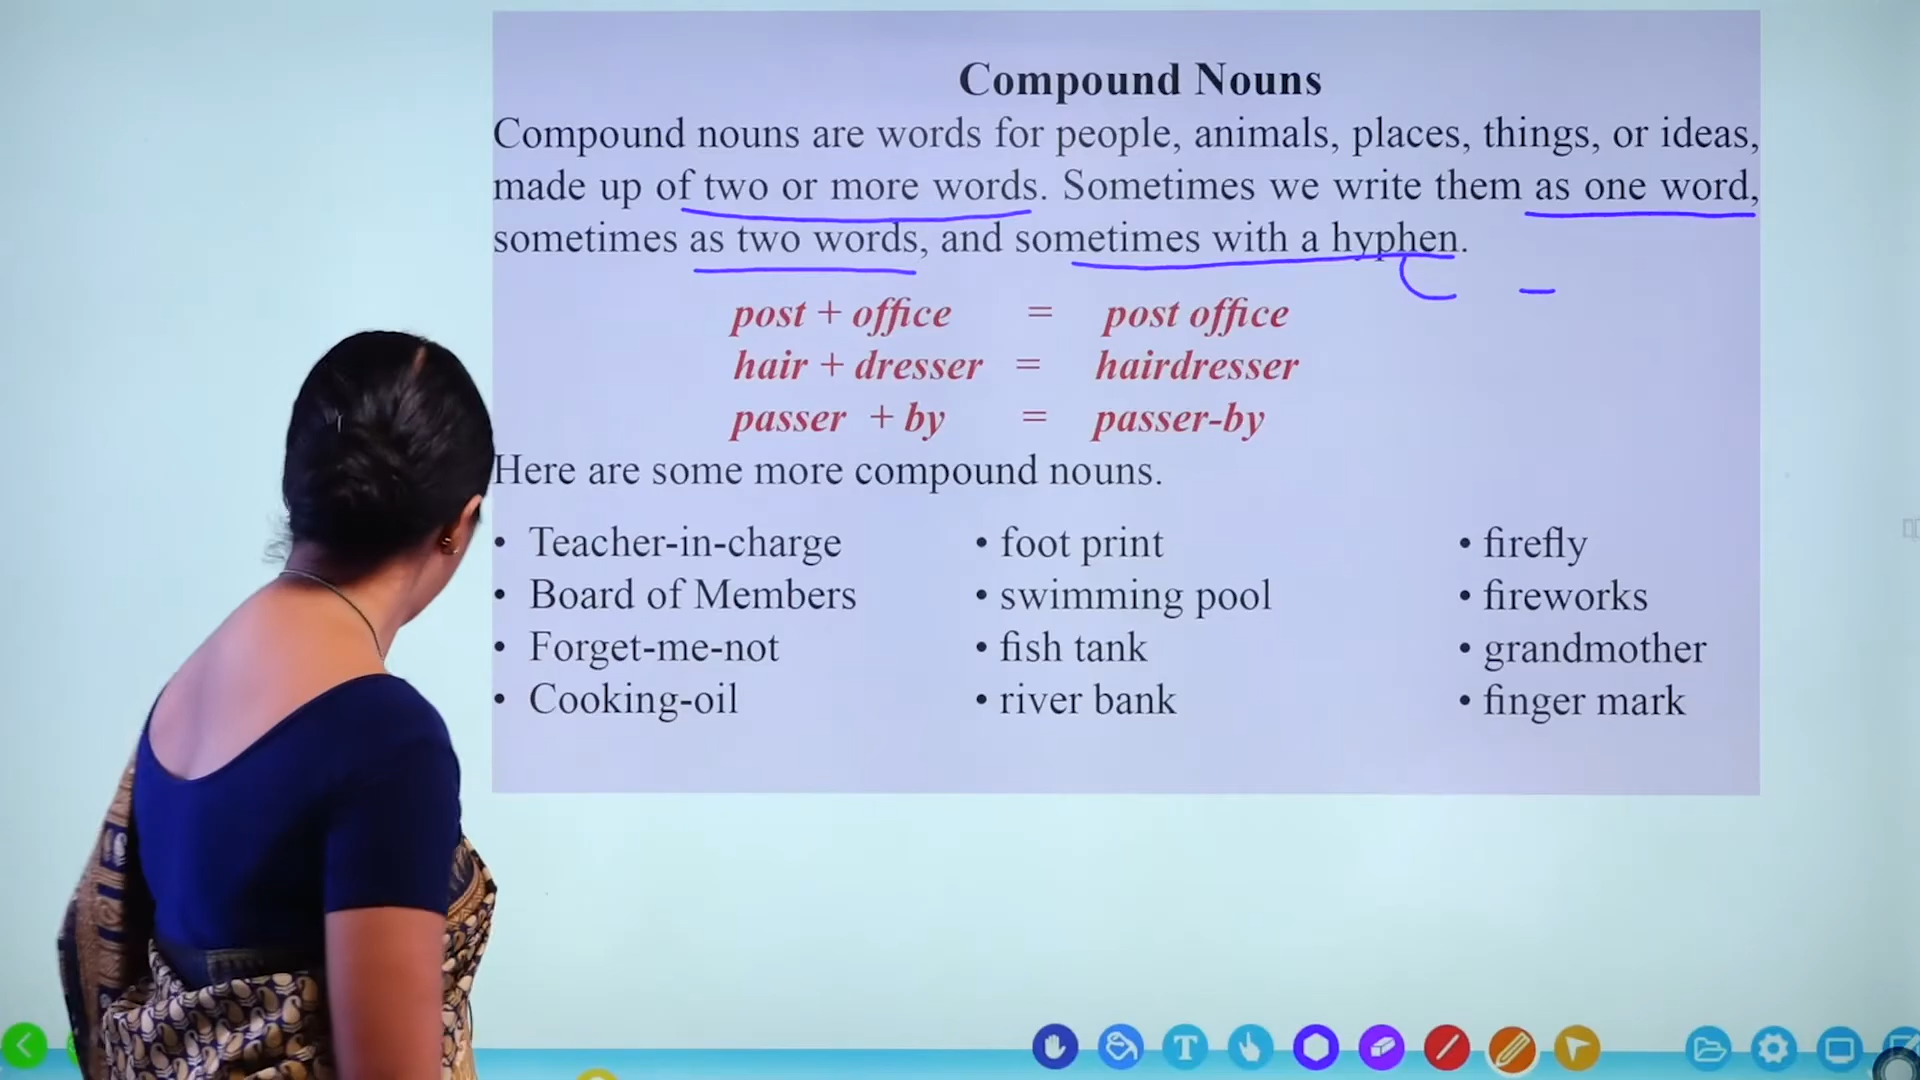 Compound Nouns
Compound nouns are words for people, animals, places, things, or ideas,
made up of two or more words. Sometimes we write them as one word,
sometimes as two words, and sometimes with a hyphen.
post + office = post office
hair + dresser = hairdresser
passer + by = passer-by
Here are some more compound nouns.
• Teacher-in-charge • foot print • firefly
• Board of Members • swimming pool • fireworks
• Forget-me-not • fish tank • grandmother
• Cooking-oil • river bank • finger mark